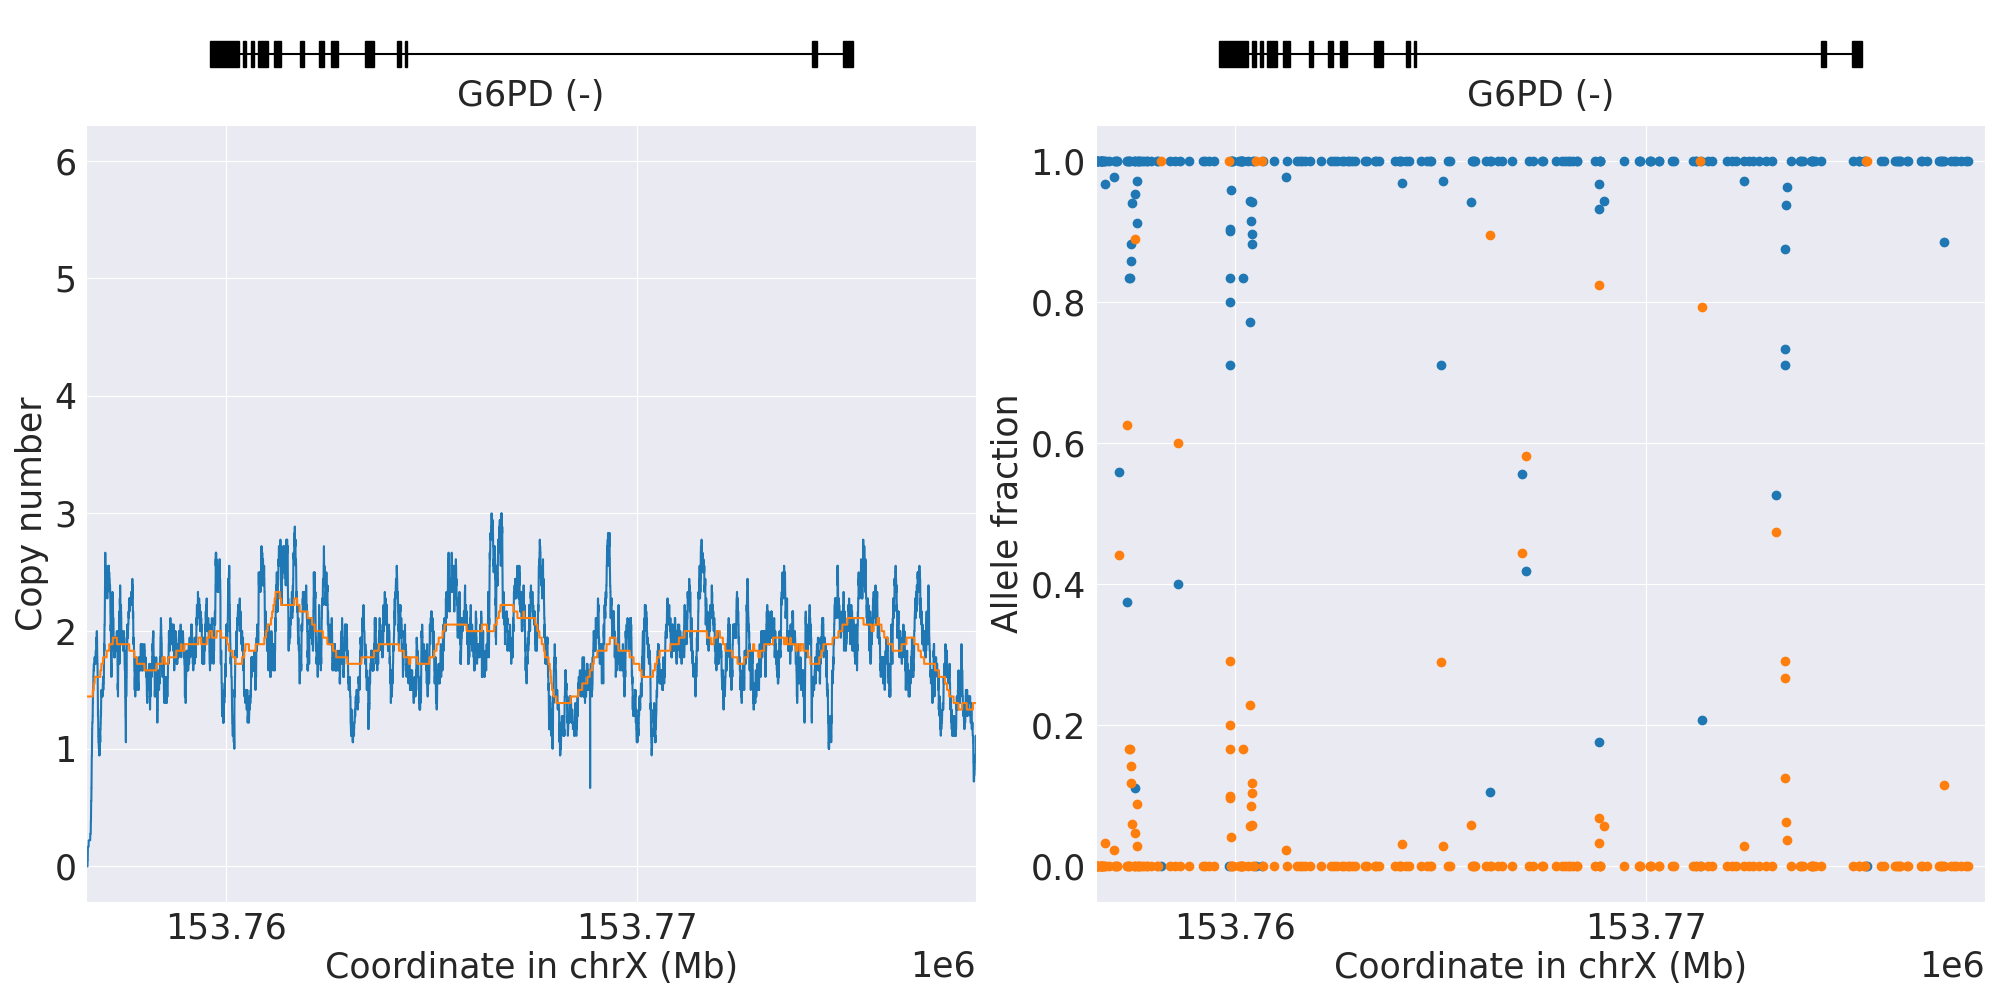 G6PD (-)
G6PD (-)
6
5
4
3
2
1
0
Copy number
153.76
153.77
Coordinate in chrX (Mb)
1e6
1.0
0.8
0.6
0.4
0.2
0.0
Allele fraction
153.76
153.77
Coordinate in chrX (Mb)
1e6